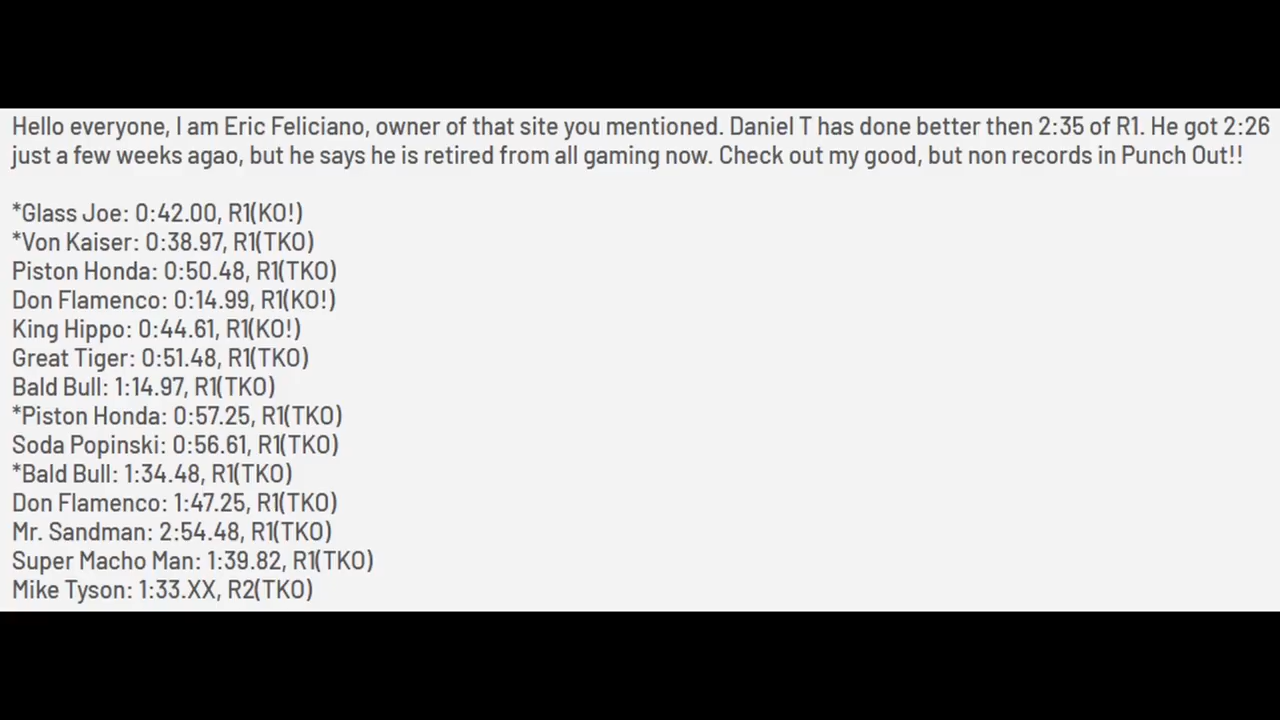 Hello everyone, I am Eric Feliciano, owner of that site you mentioned. Daniel T has done better then 2:35 of R1. He got 2:26
just a few weeks agao, but he says he is retired from all gaming now. Check out my good, but non records in Punch Out!!
*Glass Joe: 0:42.00, R1(KO!)
*Von Kaiser: 0:38.97, R1(TKO)
Piston Honda: 0:50.48, R1(TKO)
Don Flamenco: 0:14.99, R1(KO!)
King Hippo: 0:44.61, R1(KO!)
Great Tiger: 0:51.48, R1(TKO)
Bald Bull: 1:14.97, R1(TKO)
*Piston Honda: 0:57.25, R1(TKO)
Soda Popinski: 0:56.61, R1(TKO)
*Bald Bull: 1:34.48, R1(TKO)
Don Flamenco: 1:47.25, R1(TKO)
Mr. Sandman: 2:54.48, R1(TKO)
Super Macho Man: 1:39.82, R1(TKO)
Mike Tyson: 1:33.XX, R2(TKO)